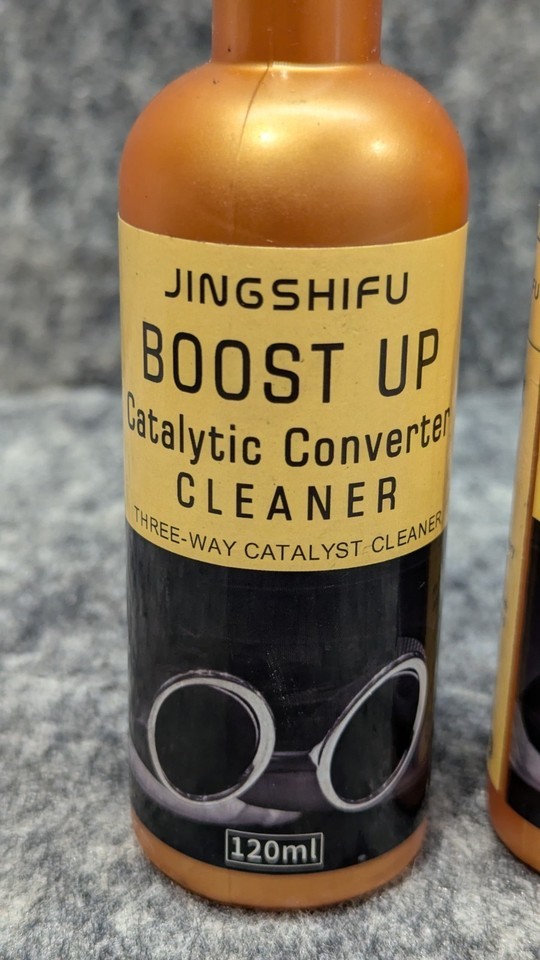 JINGSHIFU
BOOST UP
Catalytic Converter
CLEANER
THREE-WAY CATALYST CLEANER
120ml